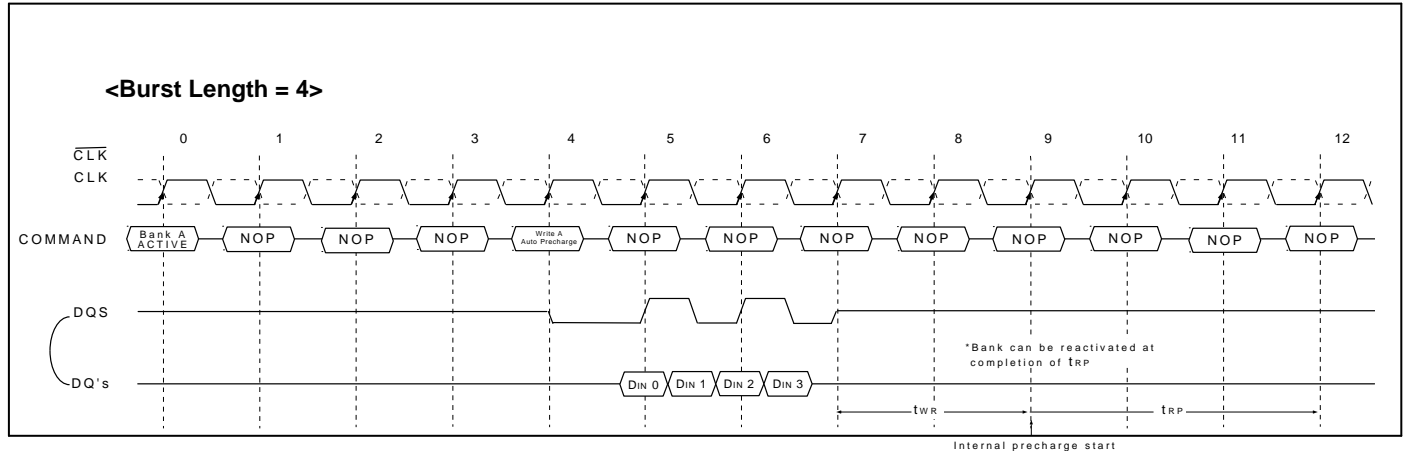 <Burst Length = 4>
0 1 2 3 4 5 6 7 8 9 10 11 12
CLK
CLK
COMMAND
Bank A
ACTIVE
NOP NOP NOP
Write A
Auto Precharge
NOP NOP NOP NOP NOP NOP NOP NOP
DQS
*Bank can be reactivated at
completion of tRP
DQ's
DIN 0 DIN 1 DIN 2 DIN 3
tWR tRP
Internal precharge start